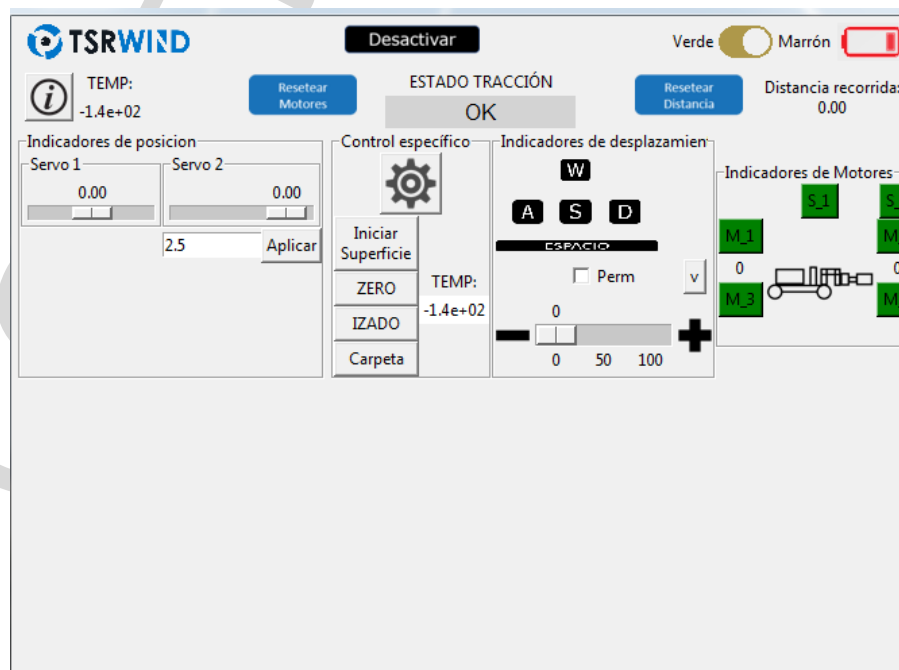 TSRWIND
Desactivar
Verde
Marrón
TEMP:
-1.4e+02
Resetear
Motores
ESTADO TRACCIÓN
OK
Resetear
Distancia
Distancia recorrida:
0.00
Indicadores de posicion
Servo 1
0.00
Servo 2
0.00
2.5
Aplicar
Control específico
Iniciar
Superficie
ZERO
IZADO
Carpeta
TEMP:
-1.4e+02
Indicadores de desplazamien
W
A S D
ESPACIO
Perm
v
0
0 50 100
Indicadores de Motores
S_1
S_
M_1
M
0
0
M_3
M